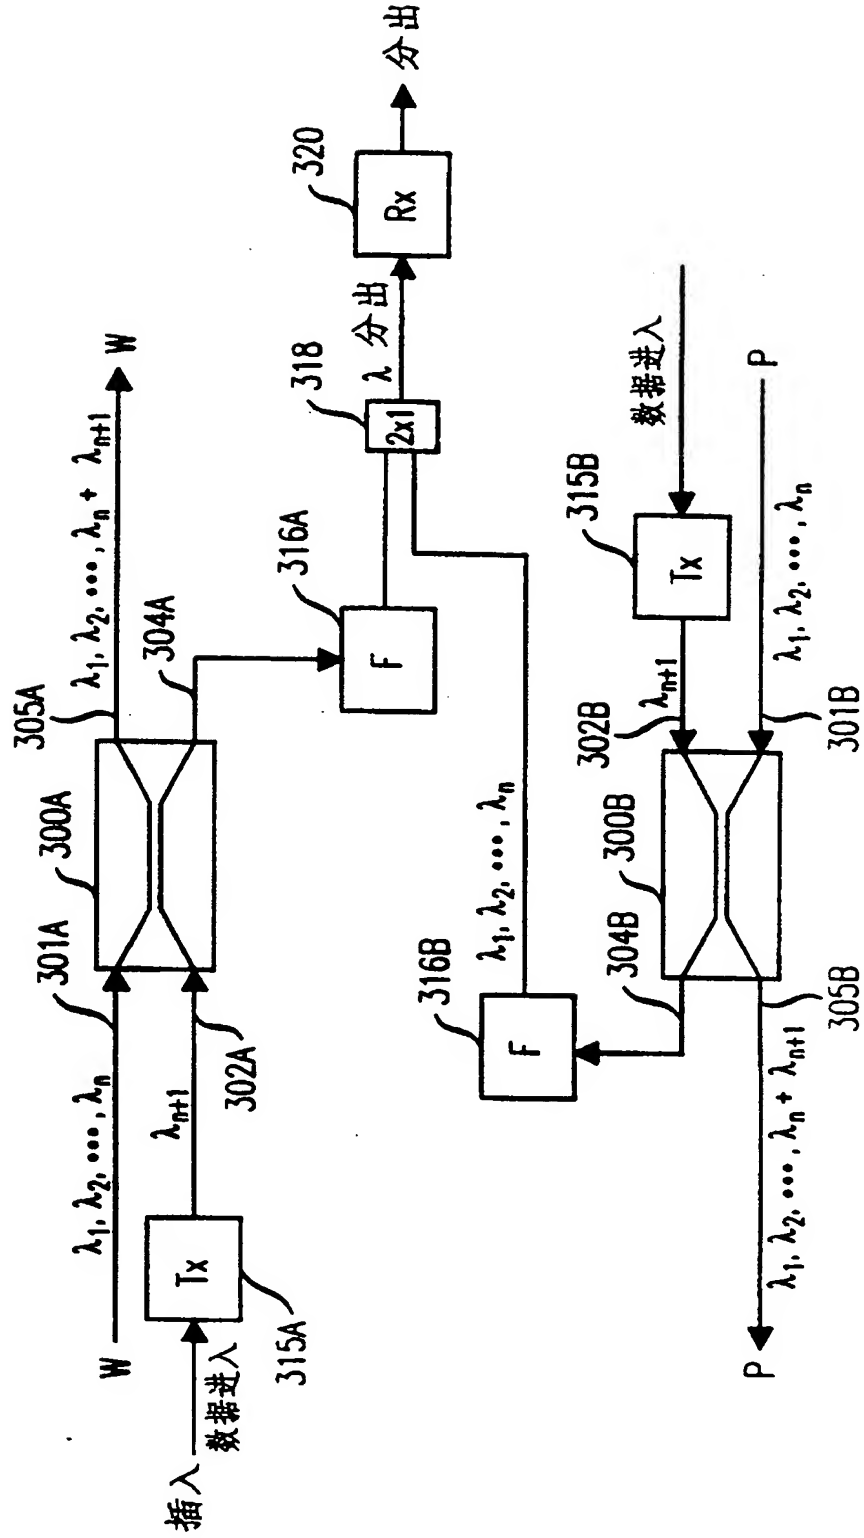 305A
λ₁, λ₂, •••, λₙ + λₙ₊₁
W
300A
304A
301A
W
λ₁, λ₂, •••, λₙ
302A
λₙ₊₁
Tx
315A
插入
数据进入
316A
F
318
2x1
λ 分出
320
Rx
分出
316B
F
λ₁, λ₂, •••, λₙ
315B
Tx
数据进入
302B
λₙ₊₁
300B
304B
P
λ₁, λ₂, •••, λₙ
301B
305B
λ₁, λ₂, •••, λₙ + λₙ₊₁
P